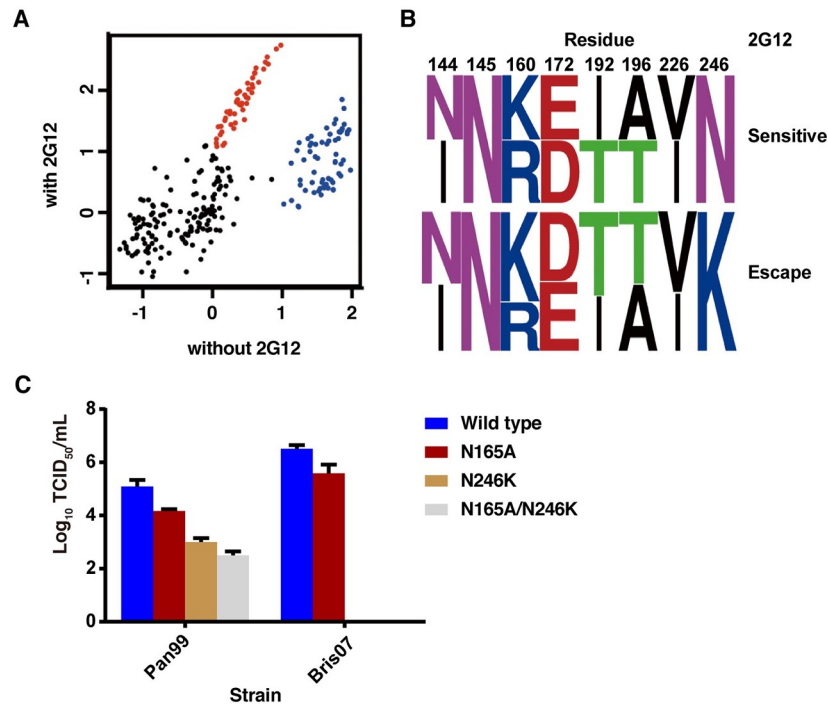 A
with 2G12
2
1
0
-1
-1 0 1 2
without 2G12
B
Residue 2G12
144 145 160 172 192 196 226 246
N N K E I A V N
I R D T T I
Sensitive
N N K D T T V K
I R E I A I
Escape
C
Log10 TCID50/mL
8
6
4
2
0
Pan99 Bris07
Strain
Wild type
N165A
N246K
N165A/N246K